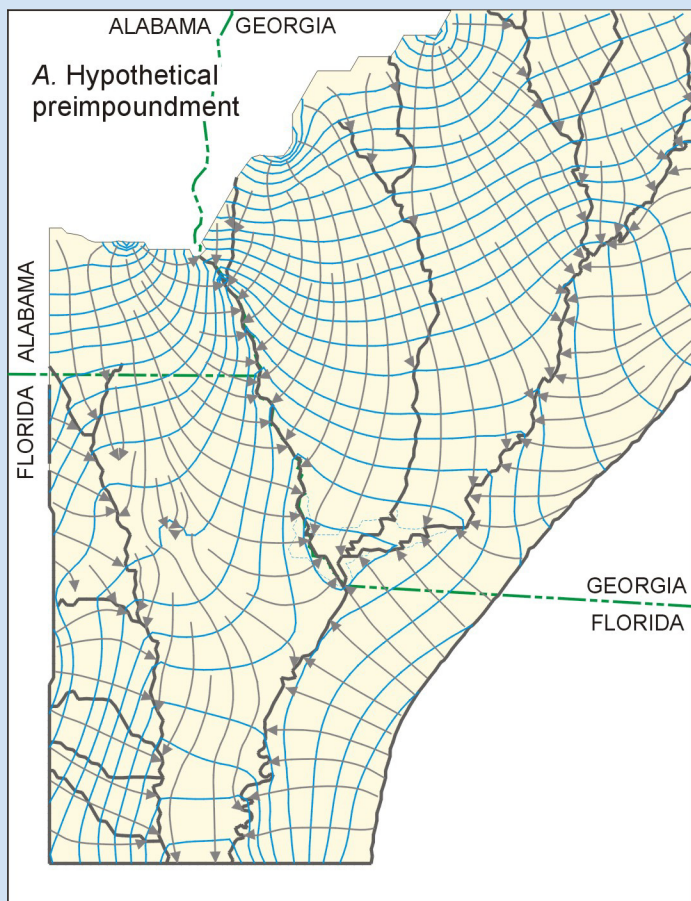 ALABAMA GEORGIA
A. Hypothetical
preimpoundment
ALABAMA
FLORIDA
GEORGIA
FLORIDA